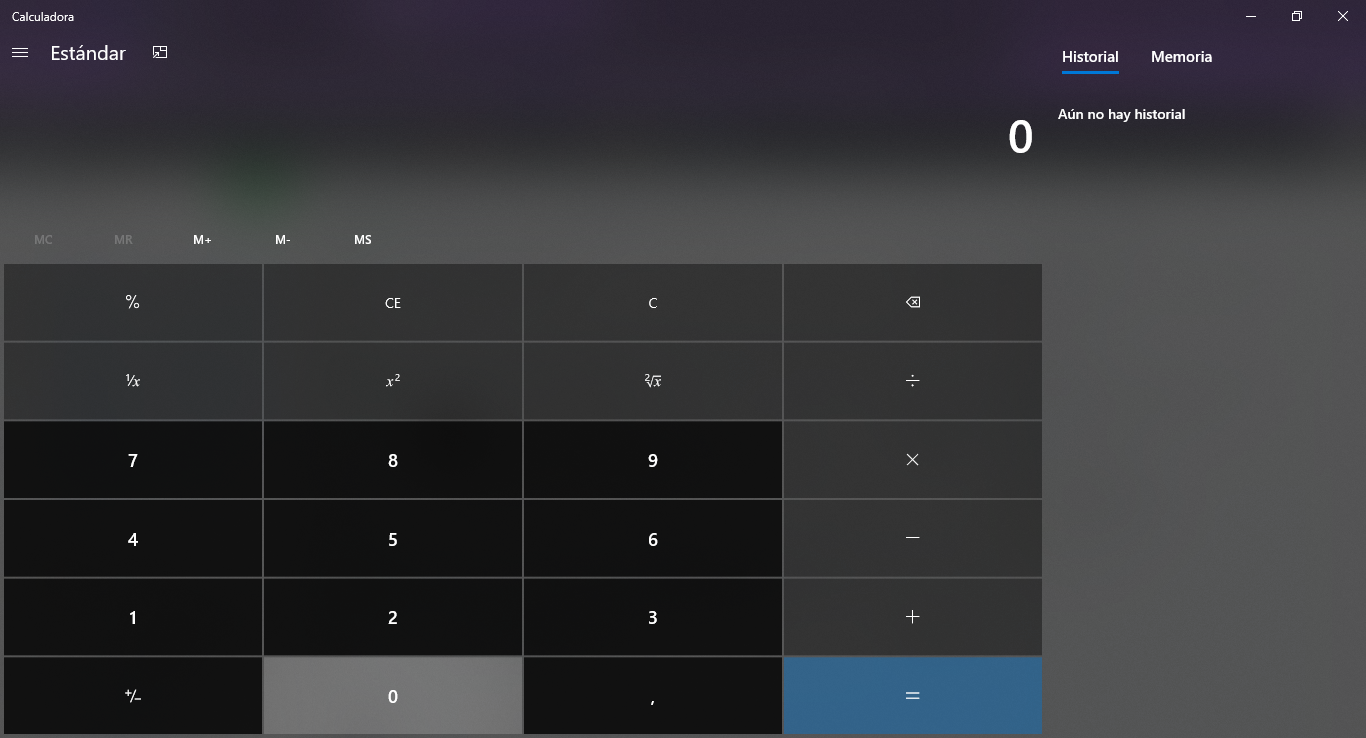 Calculadora
Estándar
Historial Memoria
Aún no hay historial
0
MC MR M+ M- MS
% CE C
¹/x x² ²√x ÷
7 8 9 ×
4 5 6 −
1 2 3 +
+/− 0 , =